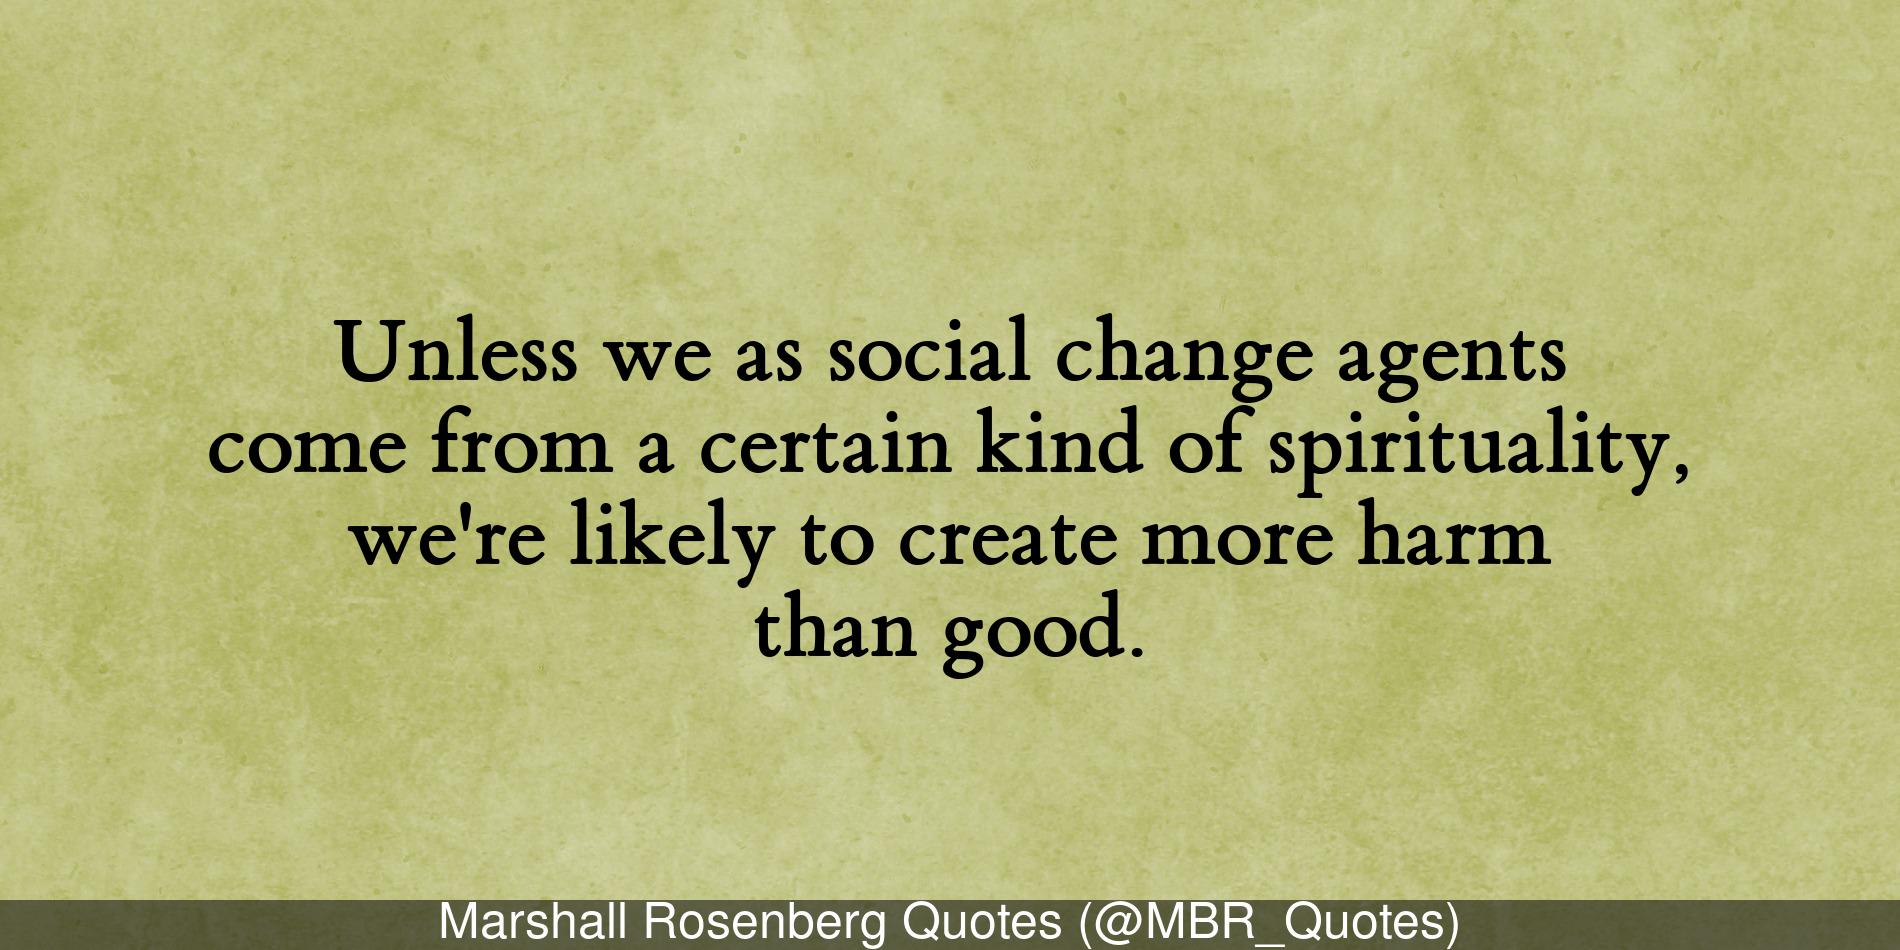 Unless we as social change agents
come from a certain kind of spirituality,
we're likely to create more harm
than good.
Marshall Rosenberg Quotes (@MBR_Quotes)